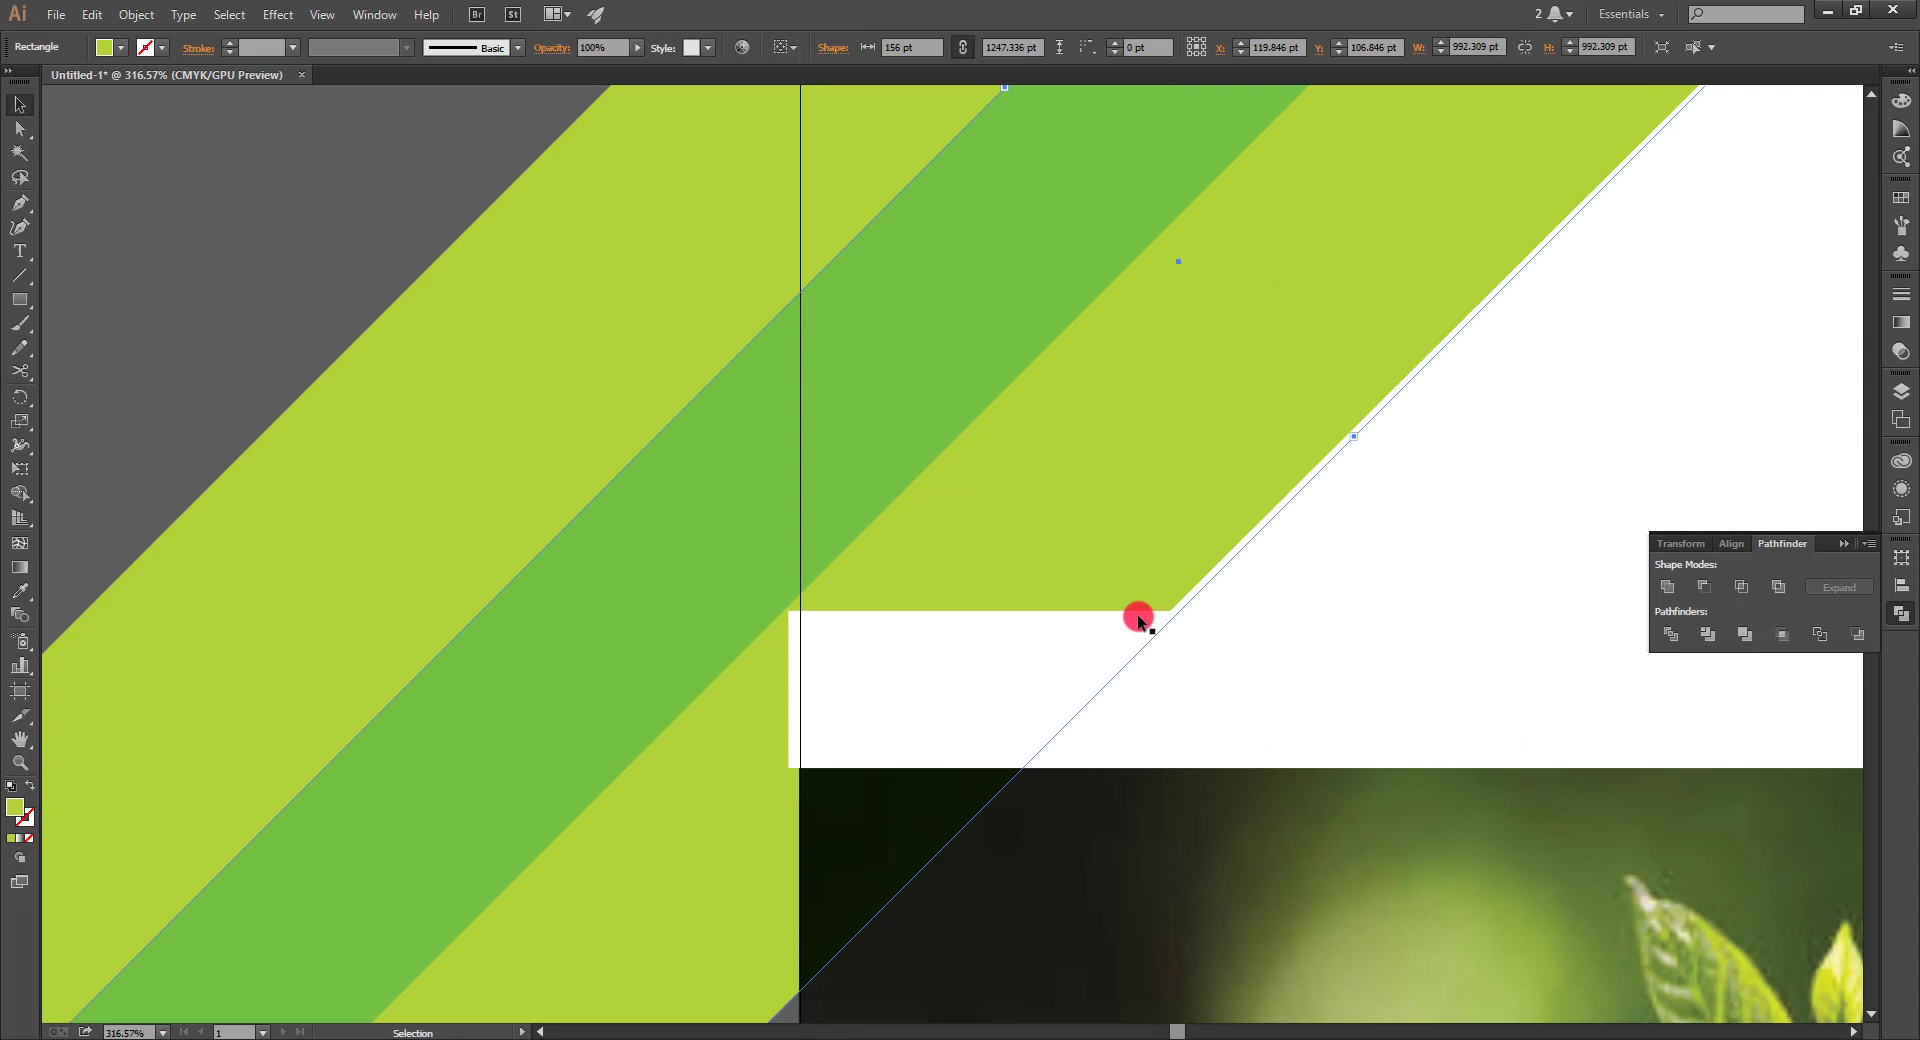 Ai File Edit Object Type Select Effect View Window Help Br St 2 Essentials
Rectangle Stroke: Basic Opacity: 100% Style: Shape: 156 pt 1247.336 pt 0 pt X: 119.846 pt Y: 106.846 pt W: 992.309 pt H: 992.309 pt
Untitled-1* @ 316.57% (CMYK/GPU Preview) ×
Transform Align Pathfinder
Shape Modes:
Expand
Pathfinders:
316.57% 1 Selection